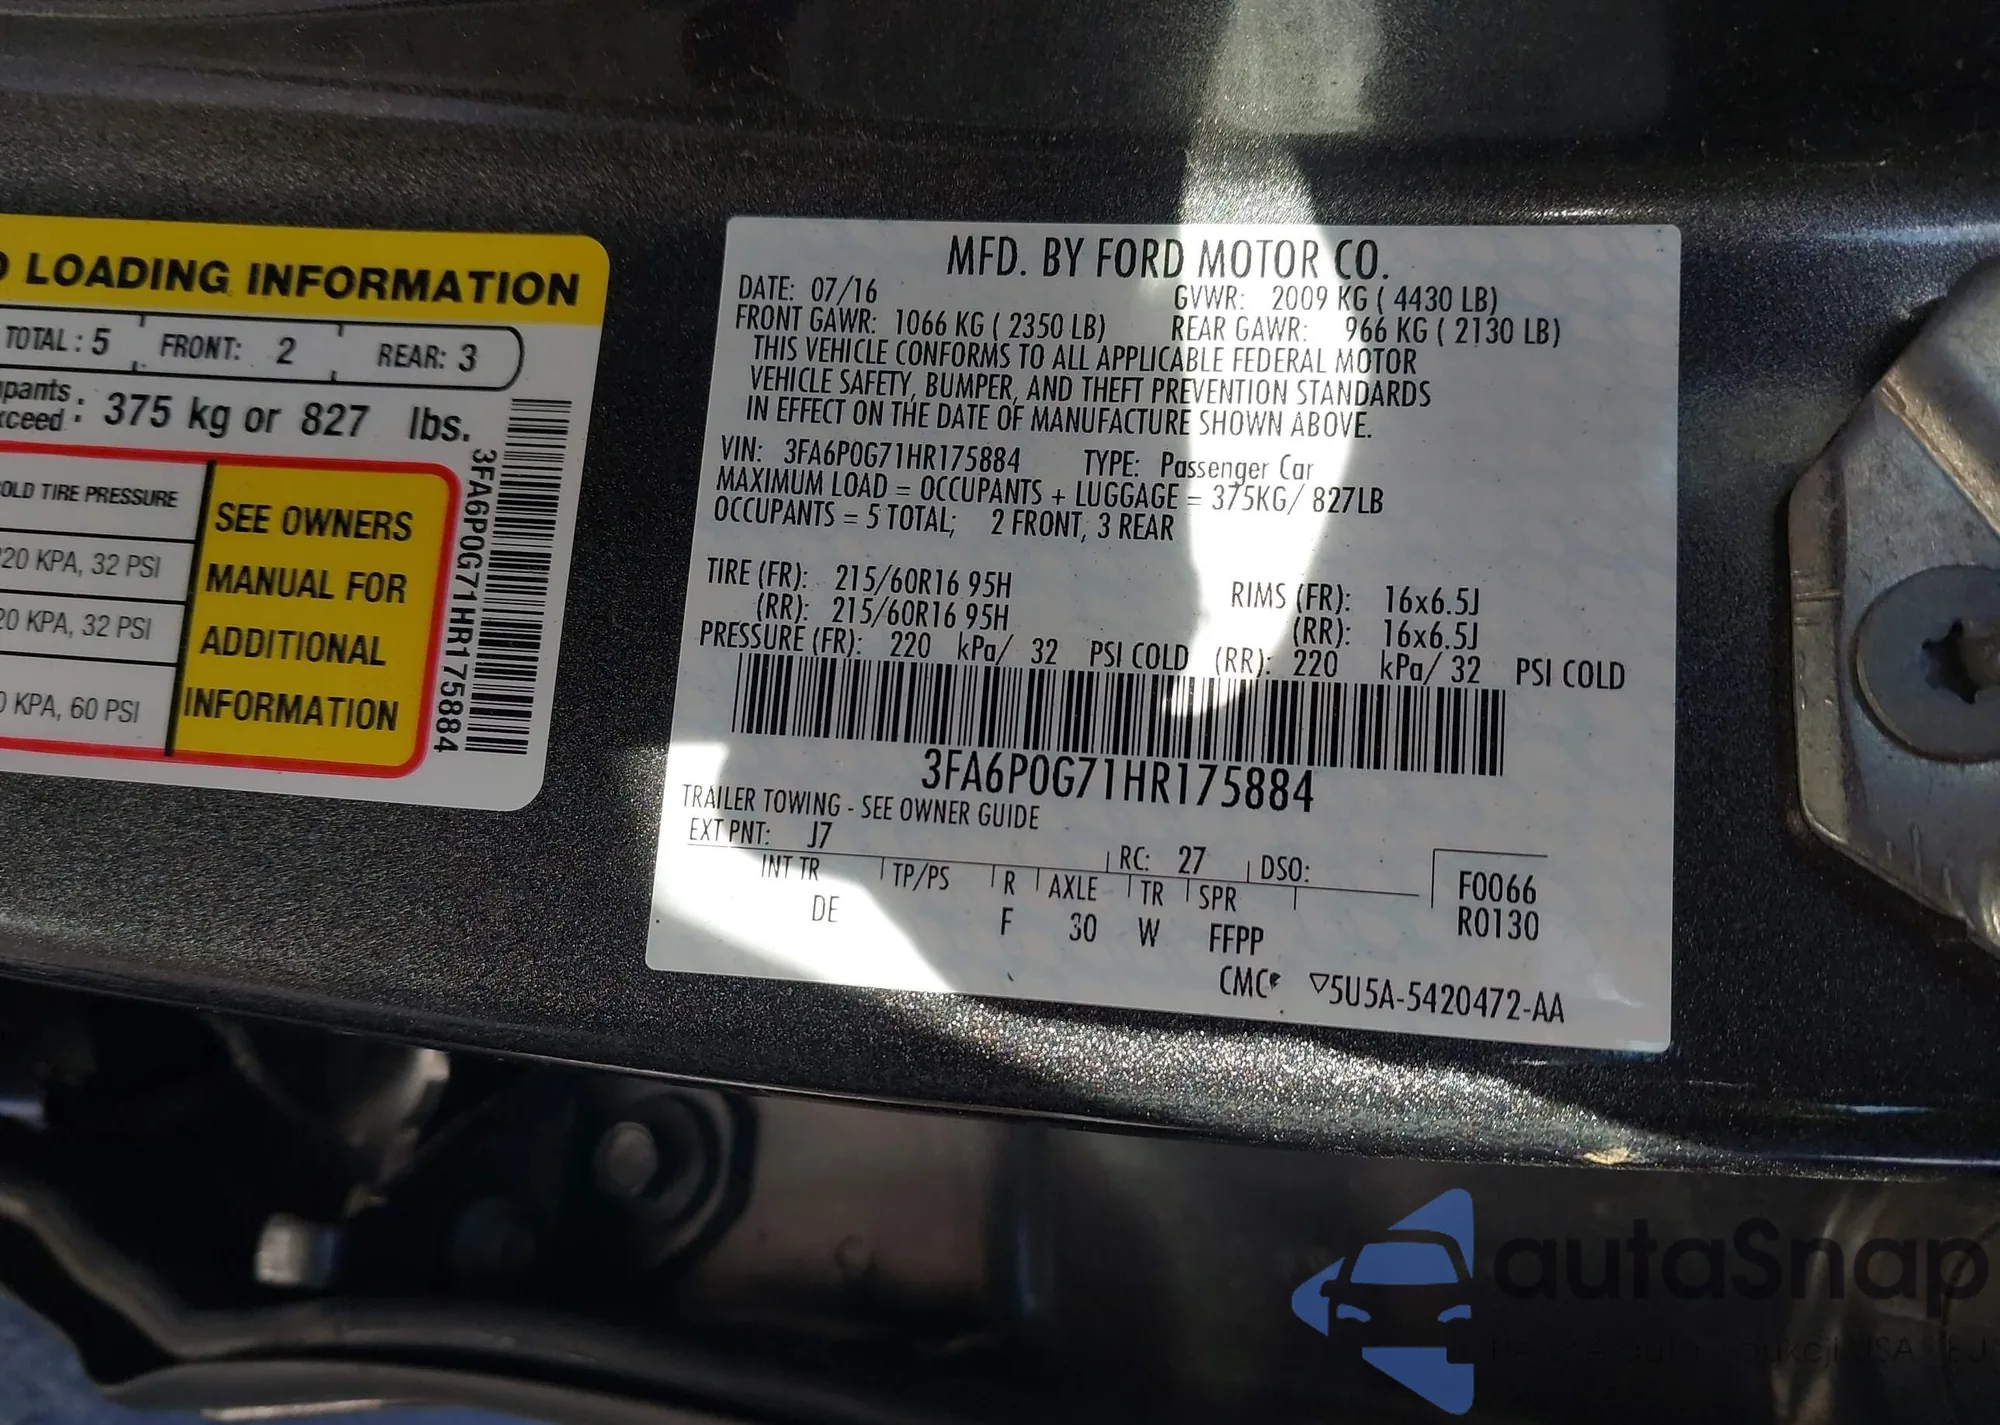 LOADING INFORMATION
TOTAL : 5 FRONT: 2 REAR: 3
375 kg or 827 lbs.
TIRE PRESSURE
KPA, 32 PSI
KPA, 32 PSI
KPA, 60 PSI
SEE OWNERS
MANUAL FOR
ADDITIONAL
INFORMATION
3FA6P0G71HR175884
MFD. BY FORD MOTOR CO.
DATE: 07/16 GVWR: 2009 KG ( 4430 LB)
FRONT GAWR: 1066 KG ( 2350 LB) REAR GAWR: 966 KG ( 2130 LB)
THIS VEHICLE CONFORMS TO ALL APPLICABLE FEDERAL MOTOR
VEHICLE SAFETY, BUMPER, AND THEFT PREVENTION STANDARDS
IN EFFECT ON THE DATE OF MANUFACTURE SHOWN ABOVE.
VIN: 3FA6P0G71HR175884 TYPE: Passenger Car
MAXIMUM LOAD = OCCUPANTS + LUGGAGE = 375KG/ 827LB
OCCUPANTS = 5 TOTAL; 2 FRONT, 3 REAR
TIRE (FR): 215/60R16 95H RIMS (FR): 16x6.5J
(RR): 215/60R16 95H (RR): 16x6.5J
PRESSURE (FR): 220 kPa/ 32 PSI COLD (RR): 220 kPa/ 32 PSI COLD
3FA6P0G71HR175884
TRAILER TOWING - SEE OWNER GUIDE
EXT PNT: J7 RC: 27 DSO:
INT TR TP/PS R AXLE TR SPR
DE F 30 W FFPP
F0066
R0130
CMC ▽5U5A-5420472-AA
autaSnap